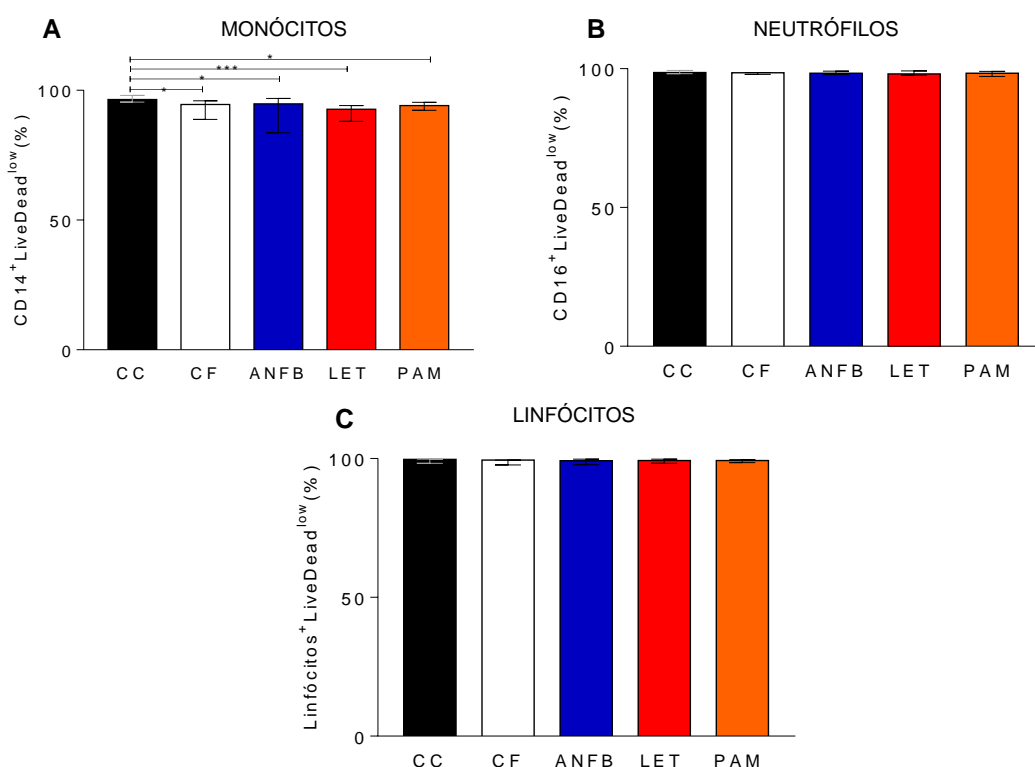 A
MONÓCITOS
*
***
*
*
CD14⁺LiveDeadˡᵒʷ(%)
100
50
0
CC CF ANFB LET PAM
B
NEUTRÓFILOS
CD16⁺LiveDeadˡᵒʷ(%)
100
50
0
CC CF ANFB LET PAM
C
LINFÓCITOS
Linfócitos⁺LiveDeadˡᵒʷ(%)
100
50
0
CC CF ANFB LET PAM